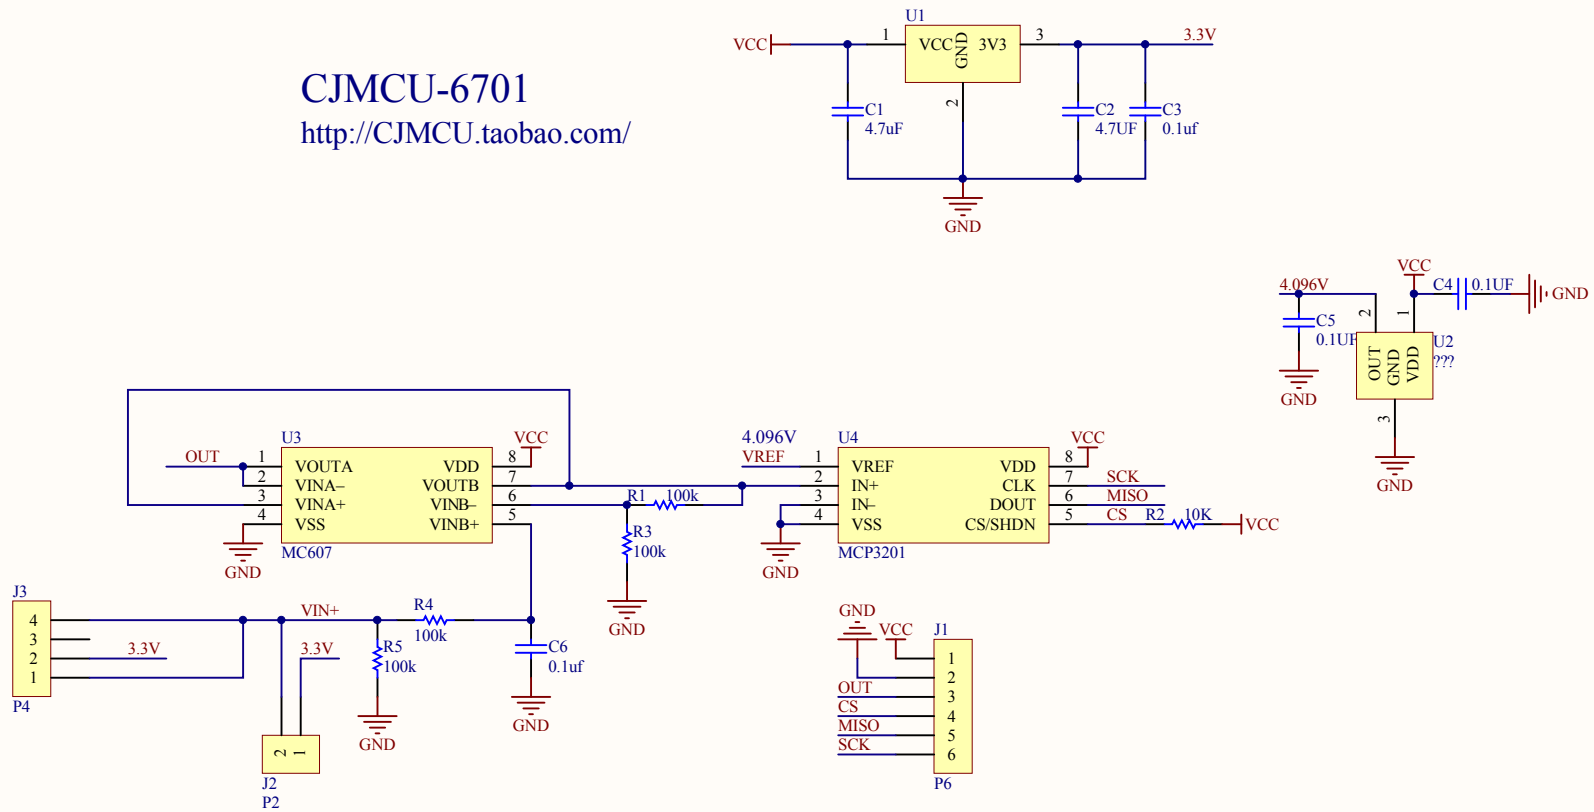 CJMCU-6701
http://CJMCU.taobao.com/
U1
VCC
1
VCC
GND
3V3
3
3.3V
2
C1
4.7uF
C2
4.7UF
C3
0.1uf
GND
VCC
4.096V
C4
0.1UF
GND
2
1
C5
0.1UF
OUT
GND
VDD
U2
???
GND
3
GND
U3
VCC
OUT
1
VOUTA
VDD
8
2
VINA–
VOUTB
7
3
VINA+
VINB–
6
4
VSS
VINB+
5
MC607
GND
R1
100k
R3
100k
GND
4.096V
U4
VCC
VREF
1
VREF
VDD
8
2
IN+
CLK
7
SCK
3
IN–
DOUT
6
MISO
4
VSS
CS/SHDN
5
CS
R2
10K
VCC
MCP3201
GND
J3
4
3
2
1
P4
3.3V
VIN+
3.3V
R4
100k
R5
100k
GND
C6
0.1uf
GND
2
1
J2
P2
GND
VCC
J1
1
2
OUT
3
CS
4
MISO
5
SCK
6
P6